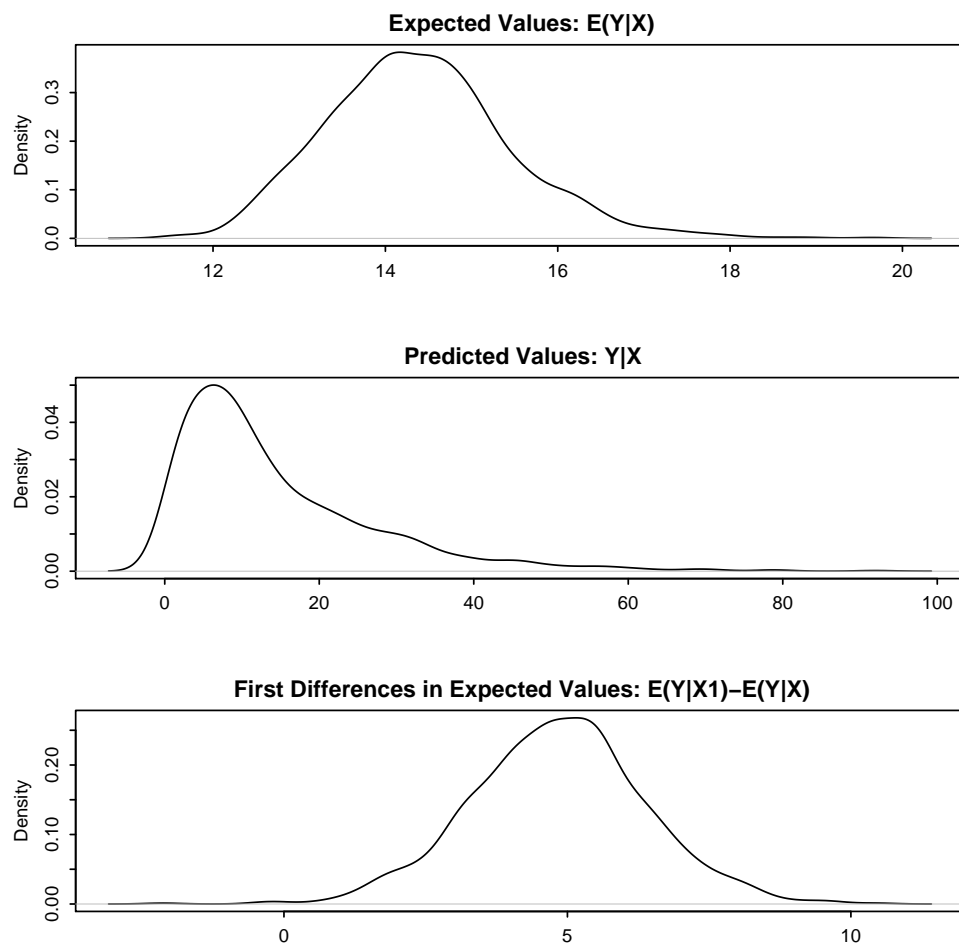 Expected Values: E(Y|X)
Density
0.0 0.1 0.2 0.3
12 14 16 18 20
Predicted Values: Y|X
Density
0.00 0.02 0.04
0 20 40 60 80 100
First Differences in Expected Values: E(Y|X1)−E(Y|X)
Density
0.00 0.10 0.20
0 5 10